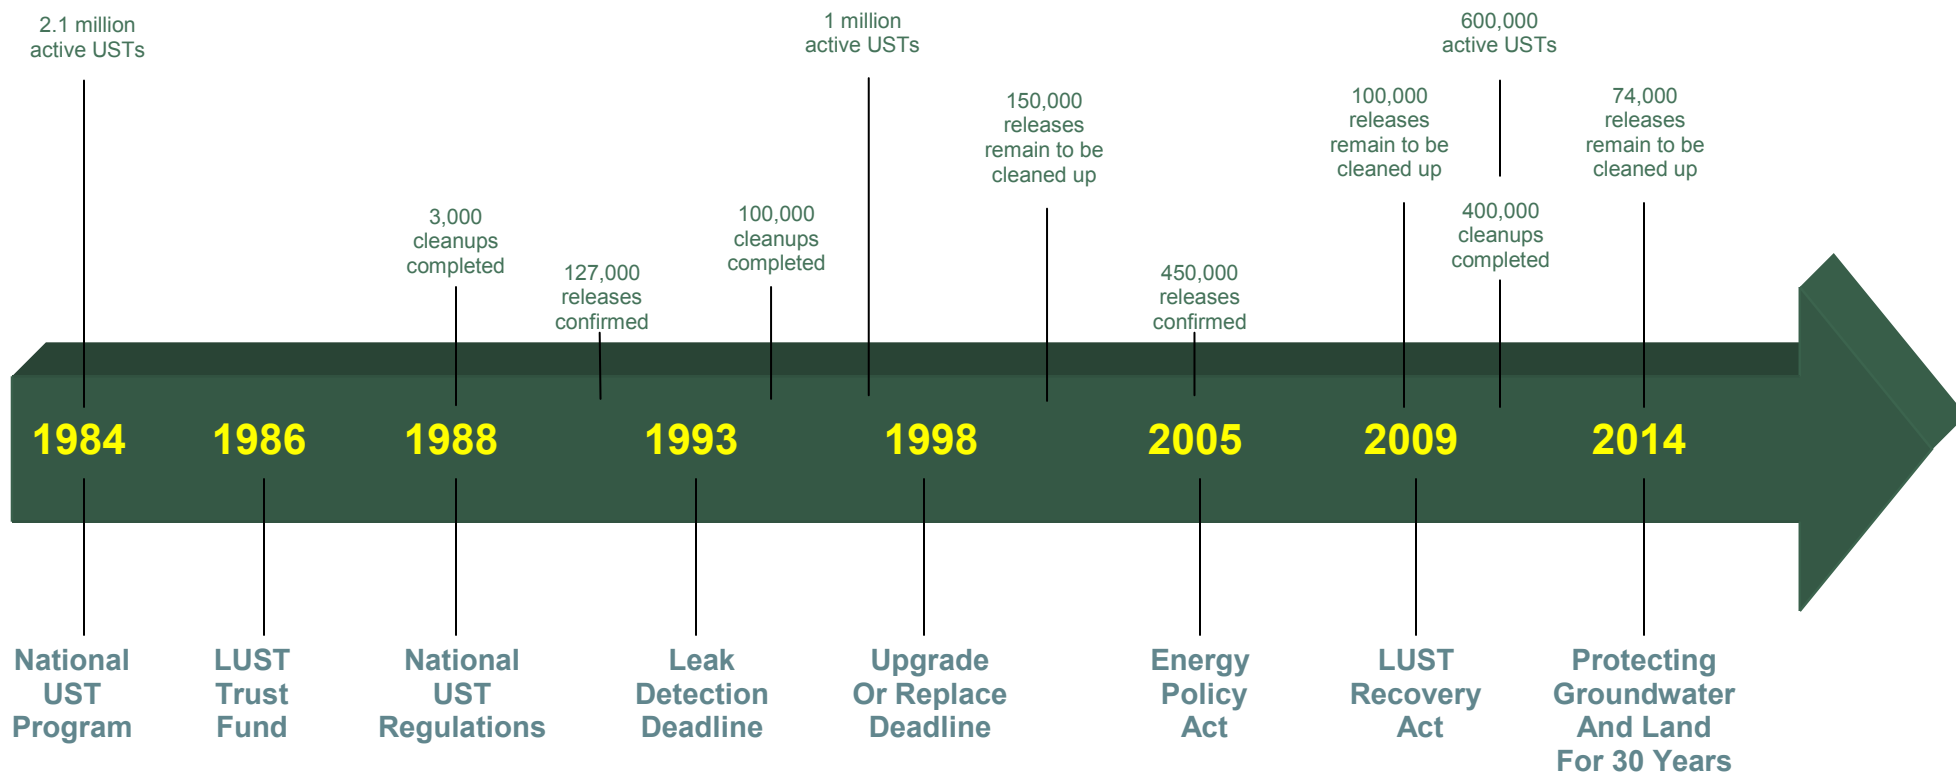 2.1 million
active USTs
1 million
active USTs
600,000
active USTs
150,000
releases
remain to be
cleaned up
100,000
releases
remain to be
cleaned up
74,000
releases
remain to be
cleaned up
3,000
cleanups
completed
127,000
releases
confirmed
100,000
cleanups
completed
450,000
releases
confirmed
400,000
cleanups
completed
1984
1986
1988
1993
1998
2005
2009
2014
National
UST
Program
LUST
Trust
Fund
National
UST
Regulations
Leak
Detection
Deadline
Upgrade
Or Replace
Deadline
Energy
Policy
Act
LUST
Recovery
Act
Protecting
Groundwater
And Land
For 30 Years